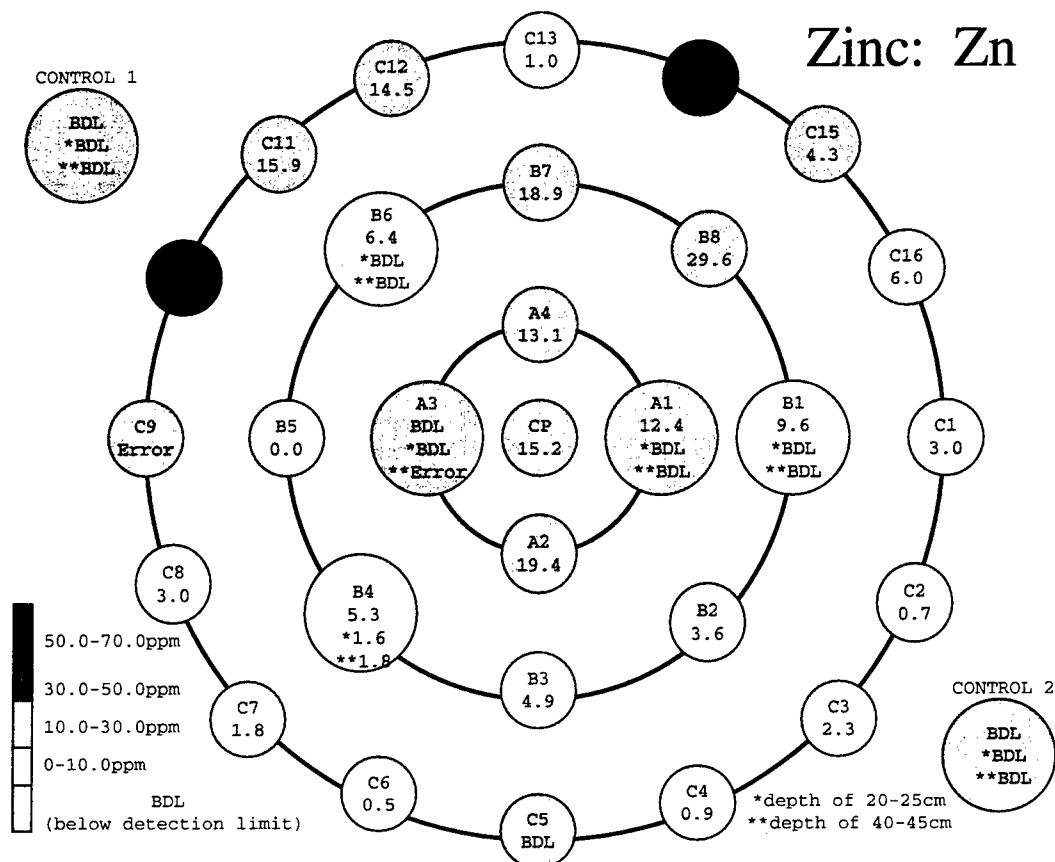 Zinc: Zn
CONTROL 1
BDL
*BDL
**BDL
C13
1.0
C12
14.5
C11
15.9
C15
4.3
C16
6.0
B7
18.9
B6
6.4
*BDL
**BDL
B8
29.6
A4
13.1
C9
Error
B5
0.0
A3
BDL
*BDL
**Error
CP
15.2
A1
12.4
*BDL
**BDL
B1
9.6
*BDL
**BDL
C1
3.0
A2
19.4
C8
3.0
B4
5.3
*1.6
**1.8
B2
3.6
C2
0.7
B3
4.9
C7
1.8
C3
2.3
C6
0.5
C5
BDL
C4
0.9
50.0-70.0ppm
30.0-50.0ppm
10.0-30.0ppm
0-10.0ppm
BDL
(below detection limit)
CONTROL 2
BDL
*BDL
**BDL
*depth of 20-25cm
**depth of 40-45cm